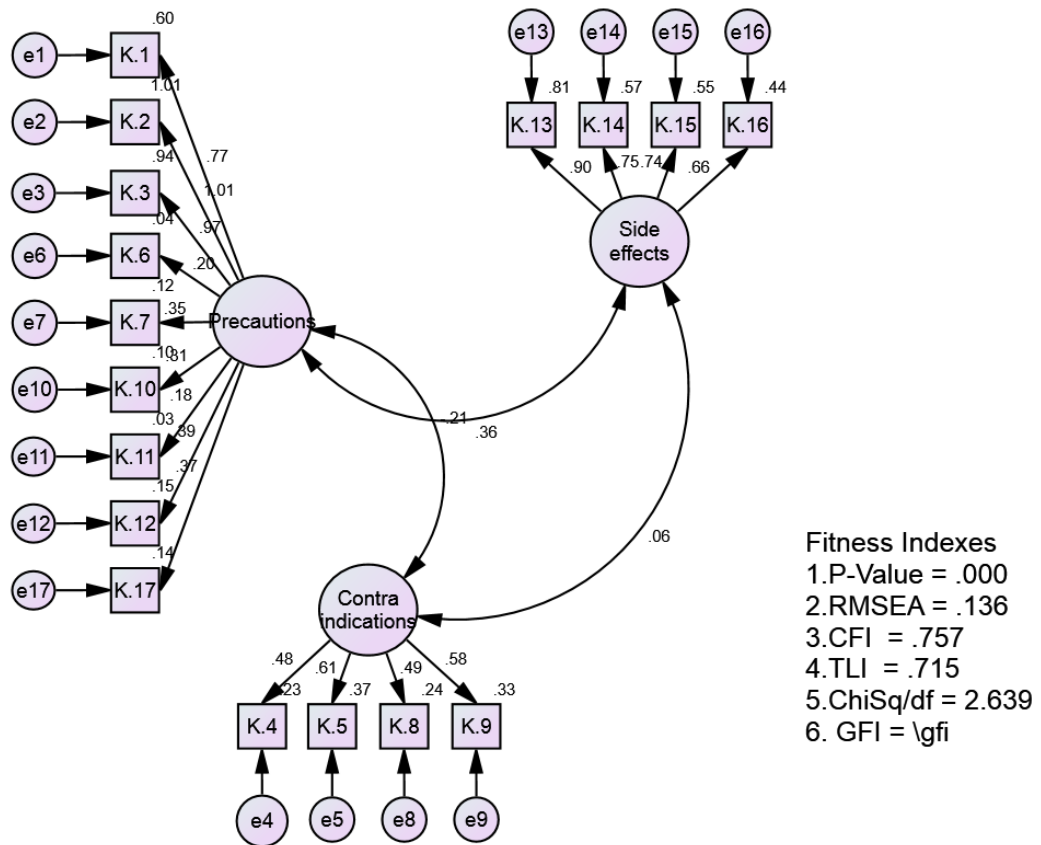 .60
e1
K.1
1.01
e2
K.2
.94
.77
e3
K.3
1.01
.04
.97
e6
K.6
.20
.12
e7
K.7
.35
Precautions
.10
.31
e10
K.10
.18
.03
.39
e11
K.11
.37
.15
e12
K.12
.14
e17
K.17
e13
e14
e15
e16
.81
.57
.55
.44
K.13
K.14
K.15
K.16
.90
.75
.74
.66
Side
effects
-.21
.36
.06
Contra
indications
.48
.61
.49
.58
.23
.37
.24
.33
K.4
K.5
K.8
K.9
e4
e5
e8
e9
Fitness Indexes
1.P-Value = .000
2.RMSEA = .136
3.CFI = .757
4.TLI = .715
5.ChiSq/df = 2.639
6. GFI = \gfi